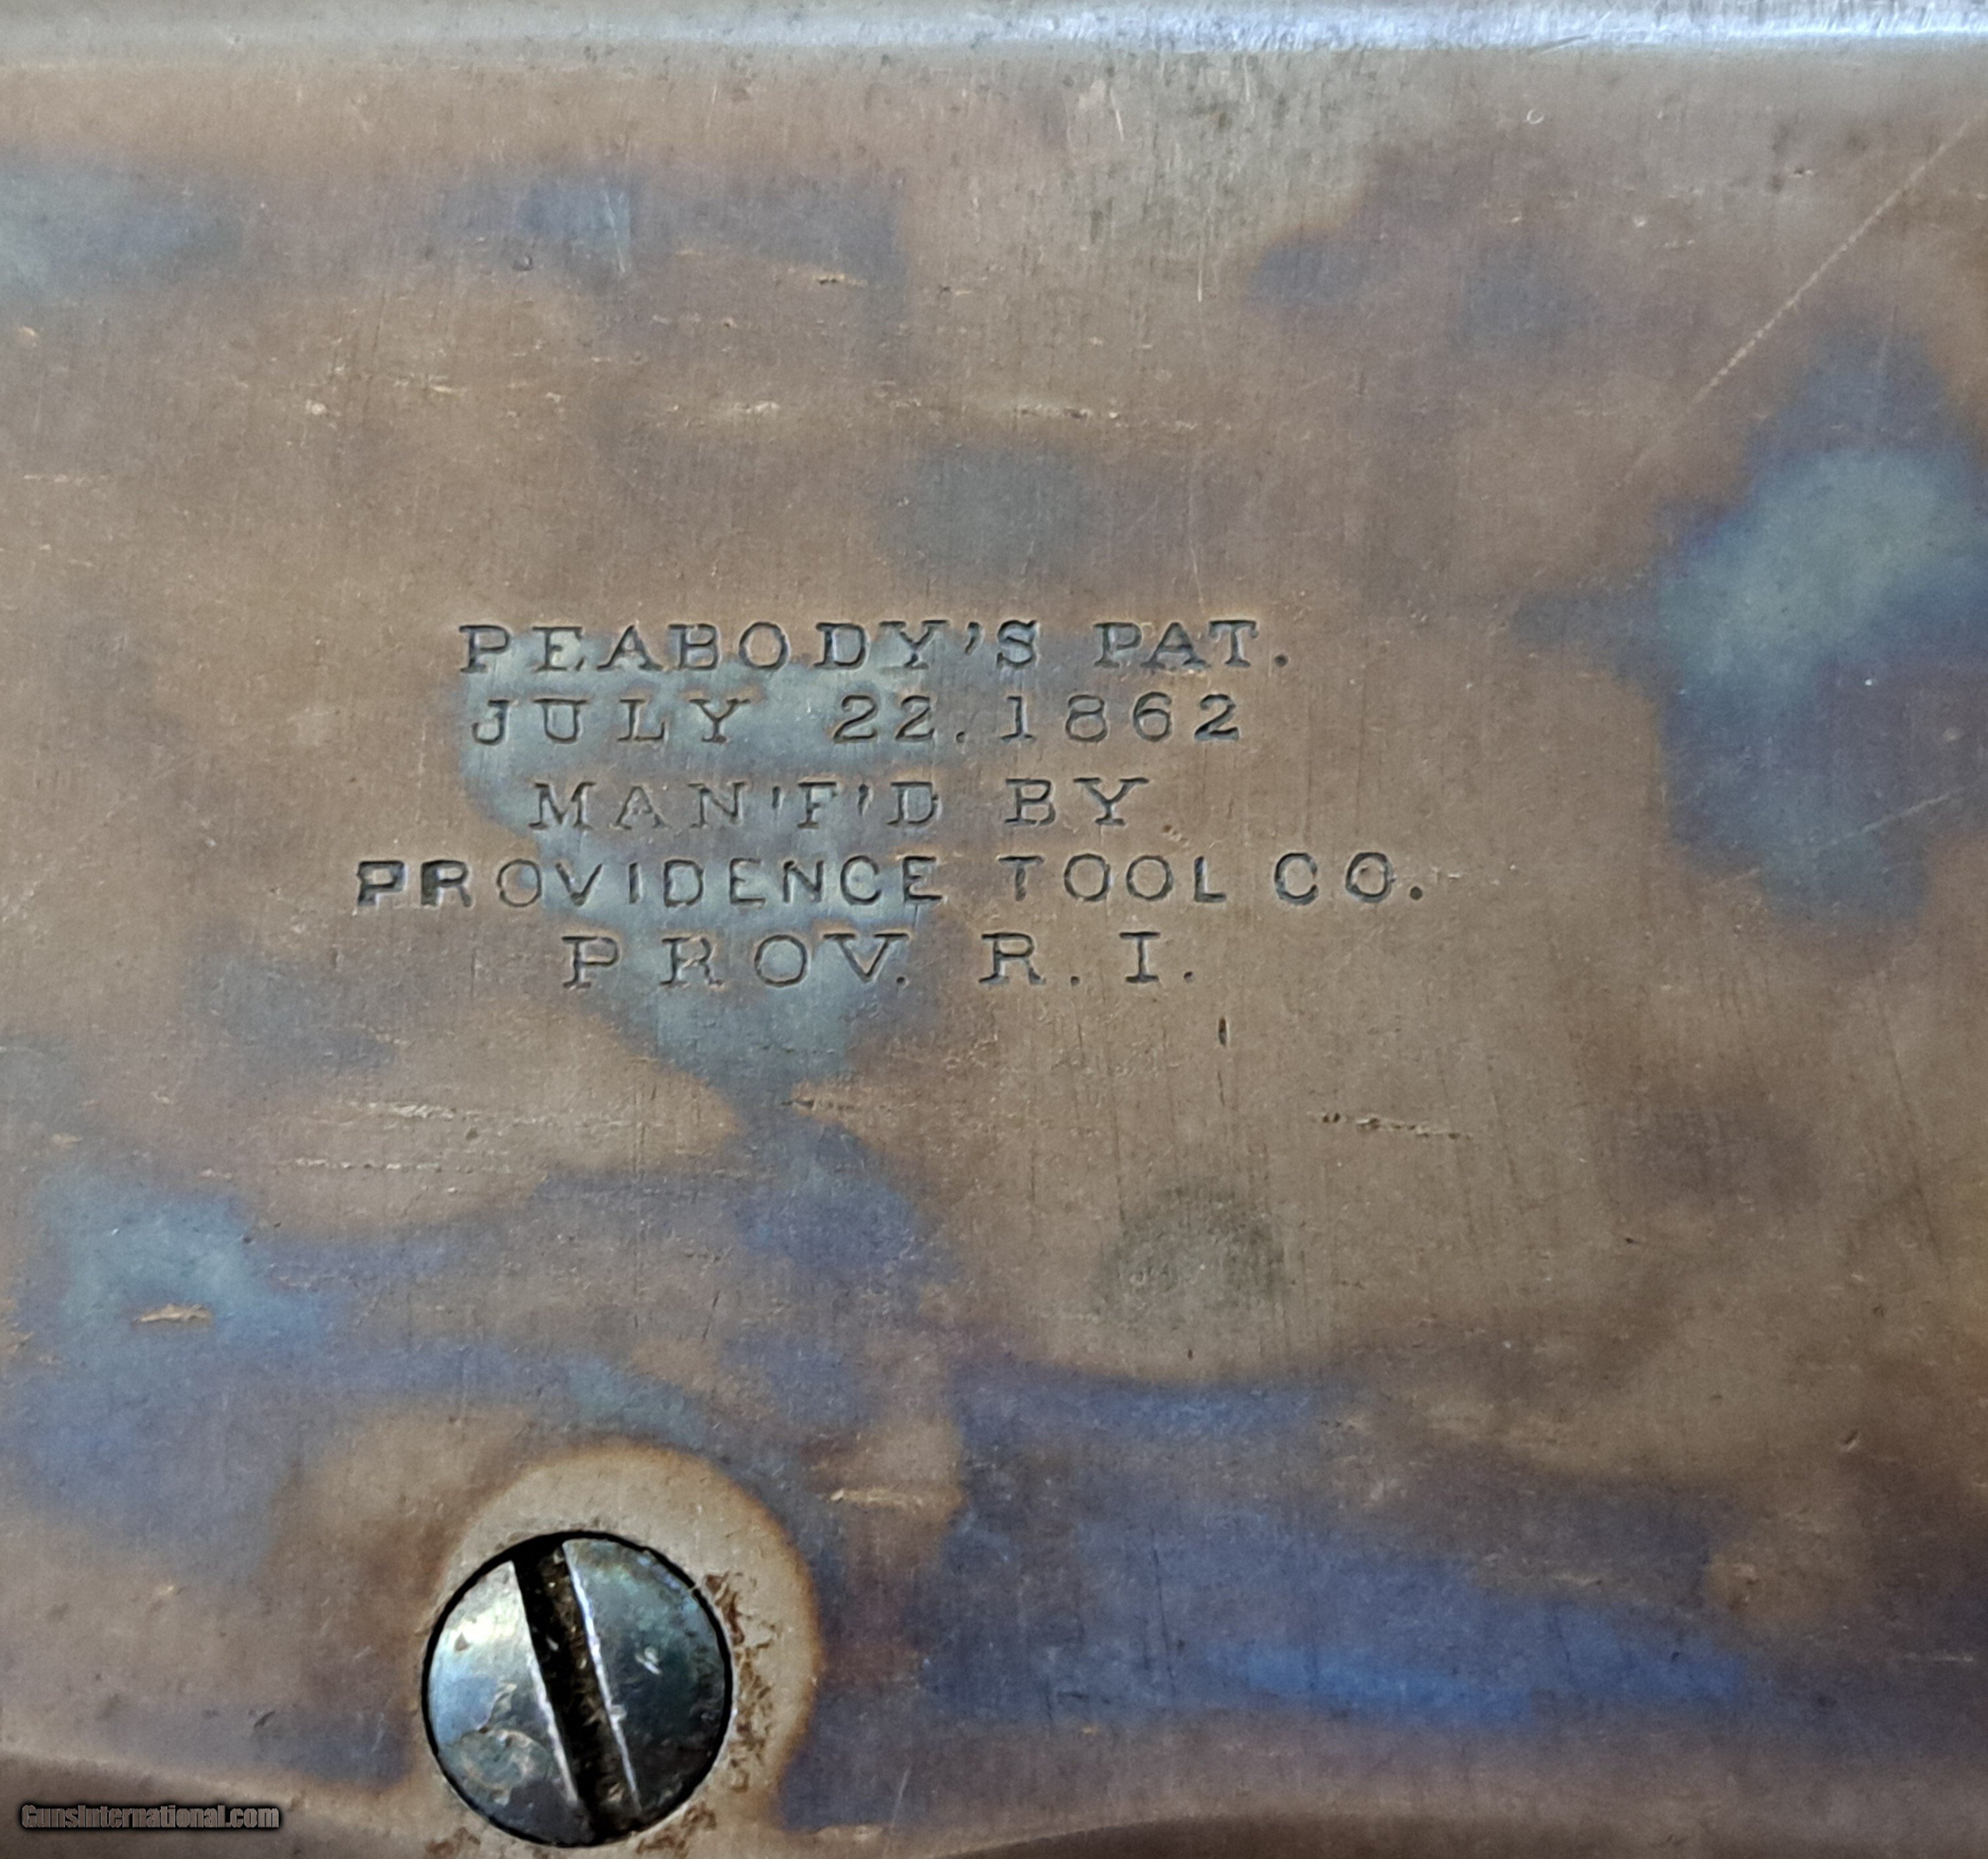 PEABODY'S PAT.
JULY 22.1862
MAN'F'D BY
PROVIDENCE TOOL CO.
PROV. R. I.
GunsInternational.com